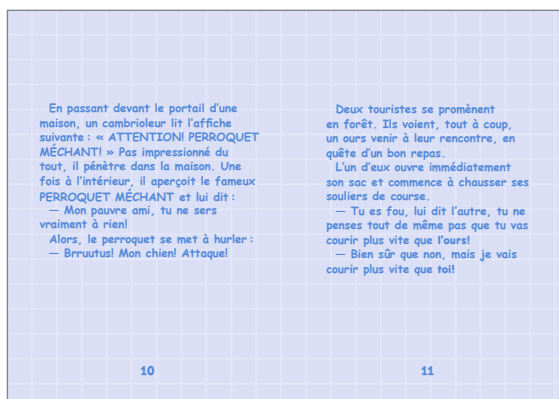 En passant devant le portail d'une
maison, un cambrioleur lit l'affiche
suivante : « ATTENTION! PERROQUET
MÉCHANT! » Pas impressionné du
tout, il pénètre dans la maison. Une
fois à l'intérieur, il aperçoit le fameux
PERROQUET MÉCHANT et lui dit :
— Mon pauvre ami, tu ne sers
vraiment à rien!
Alors, le perroquet se met à hurler :
— Brruutus! Mon chien! Attaque!
10
Deux touristes se promènent
en forêt. Ils voient, tout à coup,
un ours venir à leur rencontre, en
quête d'un bon repas.
L'un d'eux ouvre immédiatement
son sac et commence à chausser ses
souliers de course.
— Tu es fou, lui dit l'autre, tu ne
penses tout de même pas que tu vas
courir plus vite que l'ours!
— Bien sûr que non, mais je vais
courir plus vite que toi!
11